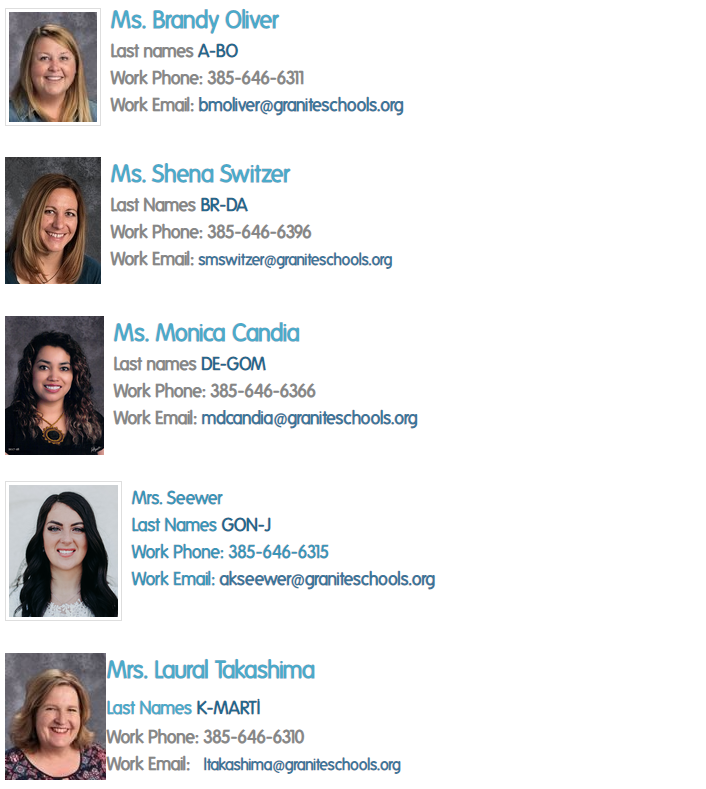 Ms. Brandy Oliver
Last names A-BO
Work Phone: 385-646-6311
Work Email: bmoliver@graniteschools.org
Ms. Shena Switzer
Last Names BR-DA
Work Phone: 385-646-6396
Work Email: smswitzer@graniteschools.org
Ms. Monica Candia
Last names DE-GOM
Work Phone: 385-646-6366
Work Email: mdcandia@graniteschools.org
Mrs. Seewer
Last Names GON-J
Work Phone: 385-646-6315
Work Email: akseewer@graniteschools.org
Mrs. Laural Takashima
Last Names K-MARTİ
Work Phone: 385-646-6310
Work Email: ltakashima@graniteschools.org